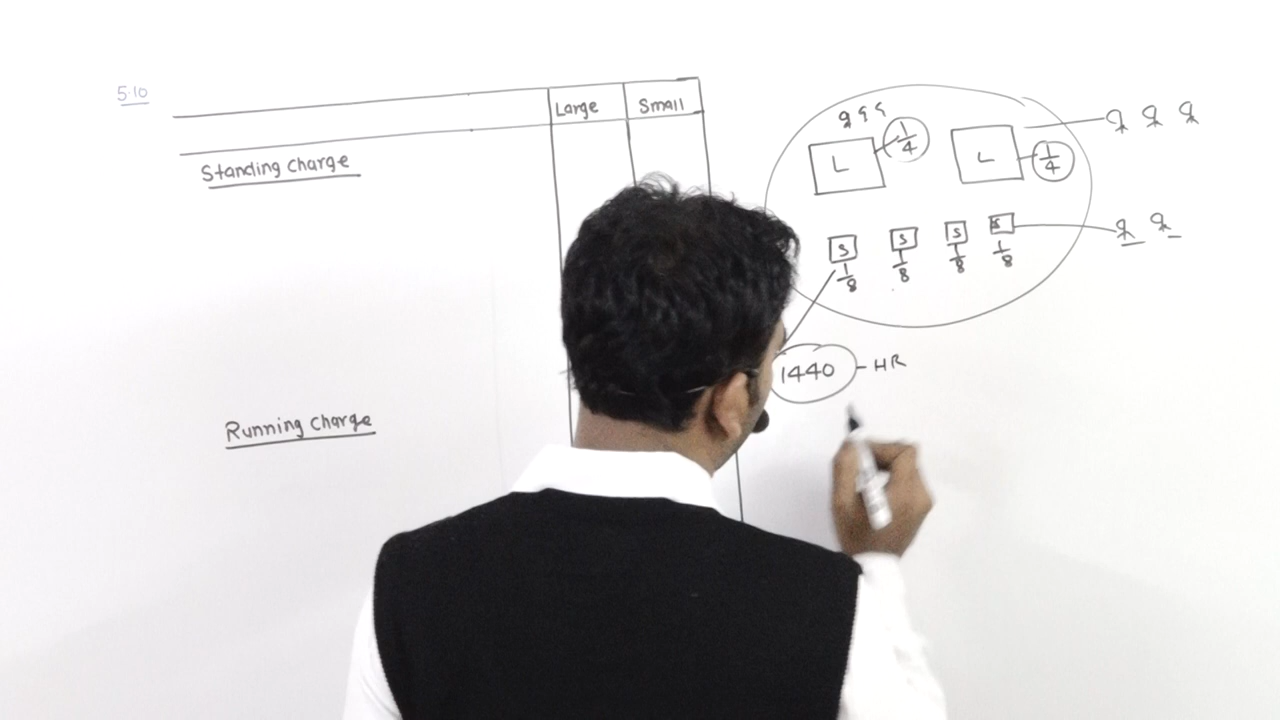 5.10
Large Small
Standing charge
Running charge
1/4 1/4
L L
S S S S
1/8 1/8 1/8 1/8
1440 - HR